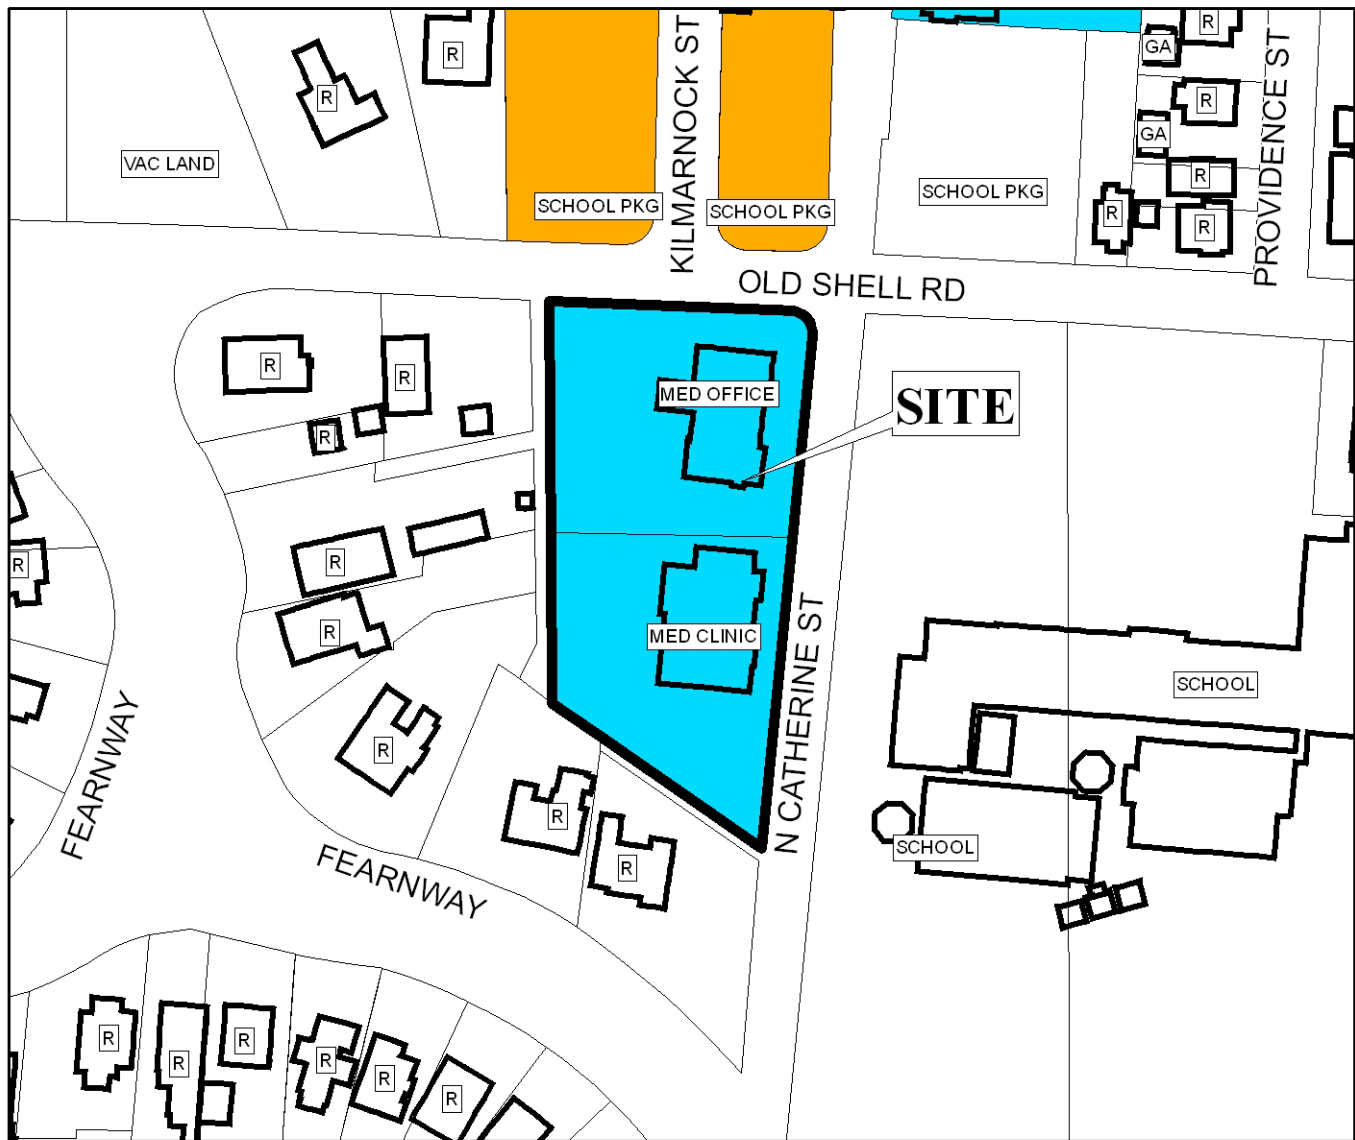 R
KILMARNOCK ST
R
GA
PROVIDENCE ST
R
R
GA
VAC LAND
R
SCHOOL PKG
SCHOOL PKG
SCHOOL PKG
R
R
OLD SHELL RD
R
R
MED OFFICE
SITE
R
R
R
R
MED CLINIC
N CATHERINE ST
SCHOOL
FEARNWAY
R
R
SCHOOL
R
FEARNWAY
R
R
R
R
R
R